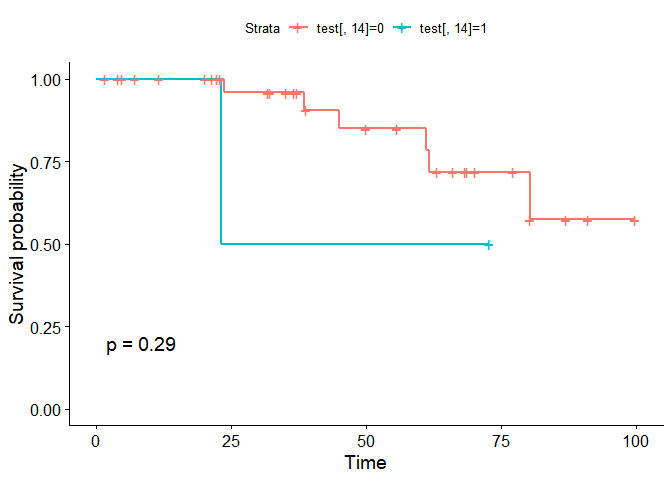 Strata test[, 14]=0 test[, 14]=1
1.00
0.75
0.50
0.25
0.00
Survival probability
p = 0.29
0 25 50 75 100
Time